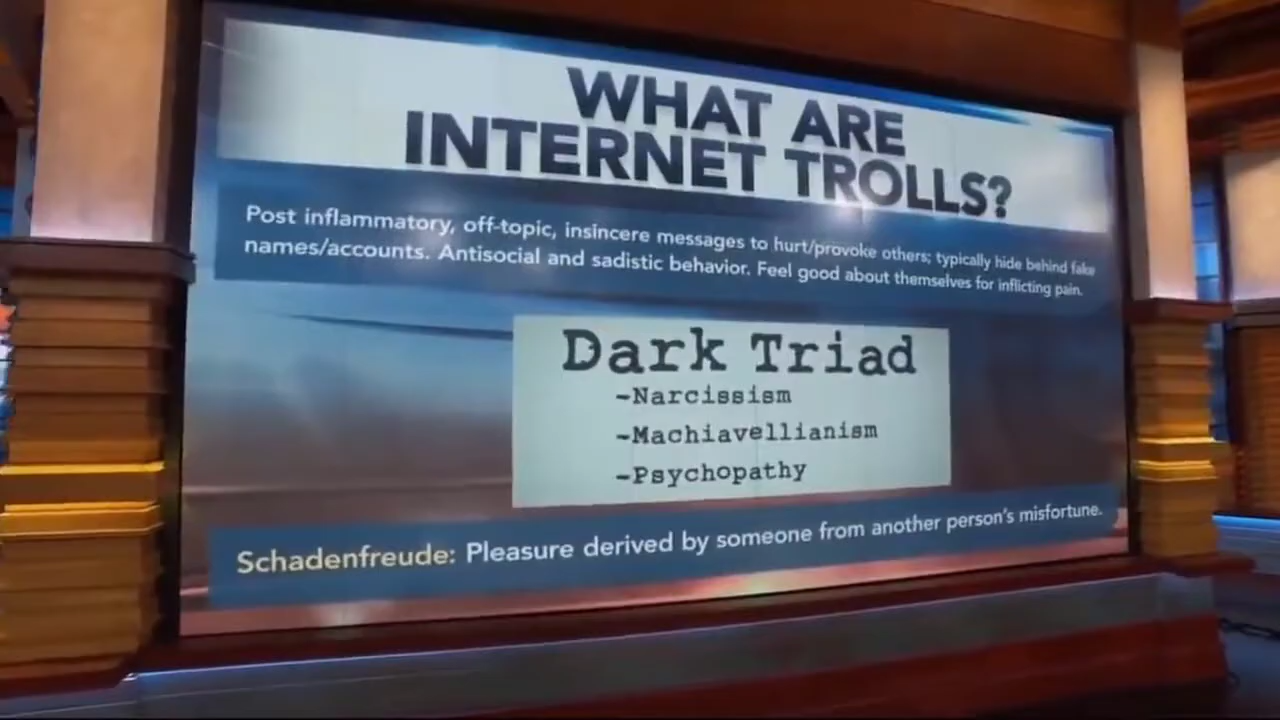 WHAT ARE
INTERNET TROLLS?
Post inflammatory, off-topic, insincere messages to hurt/provoke others; typically hide behind fake
names/accounts. Antisocial and sadistic behavior. Feel good about themselves for inflicting pain.
Dark Triad
-Narcissism
-Machiavellianism
-Psychopathy
Schadenfreude: Pleasure derived by someone from another person's misfortune.